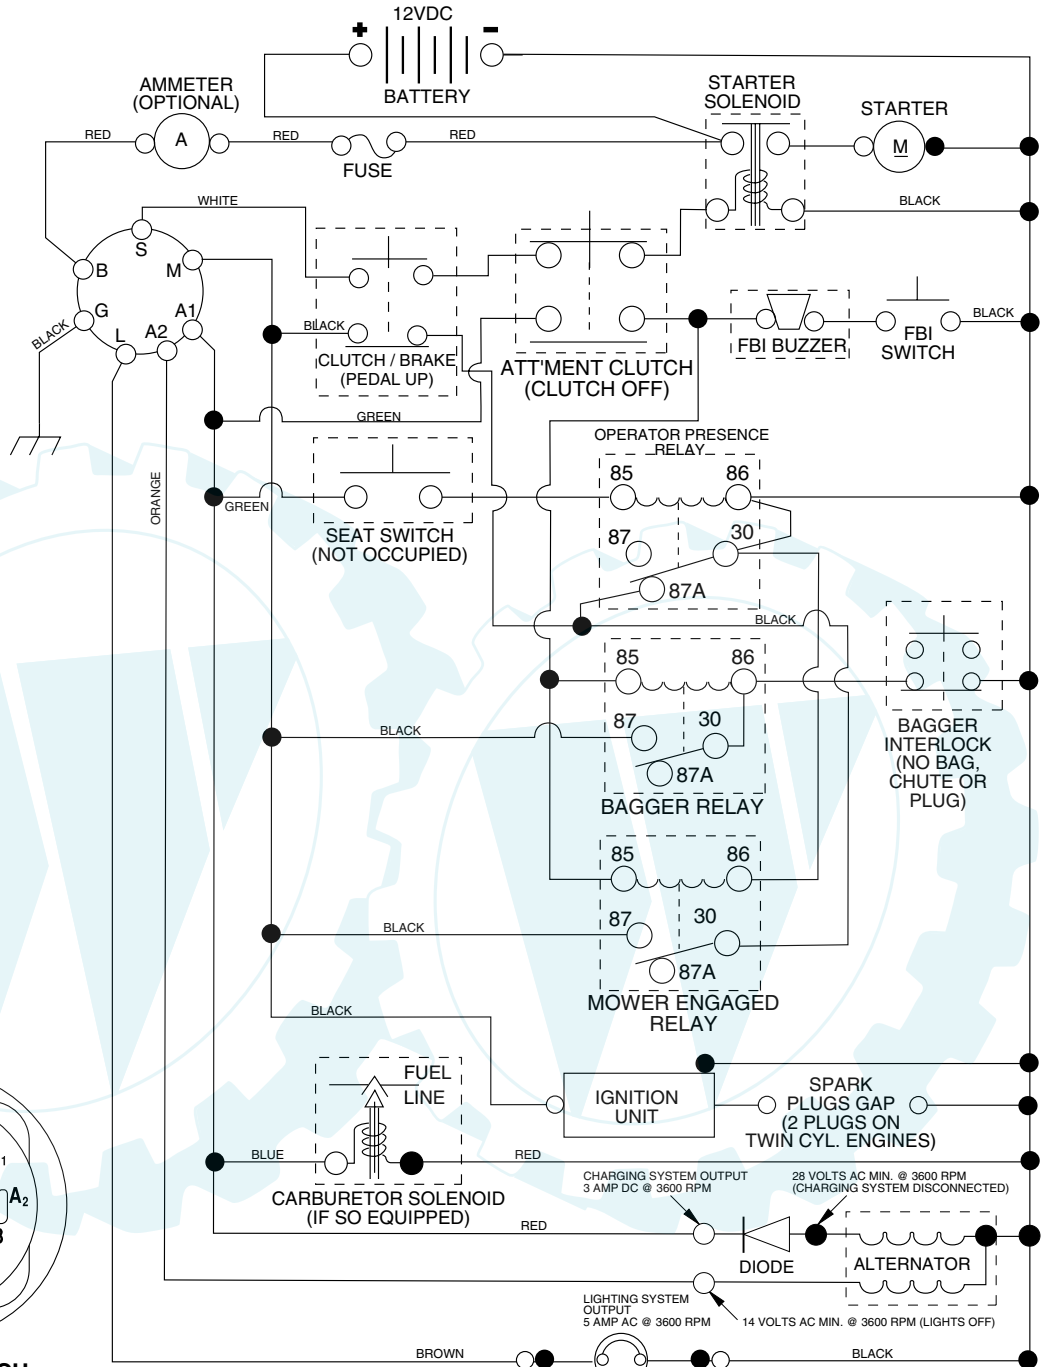 12VDC
+
-
BATTERY
AMMETER
(OPTIONAL)
STARTER
SOLENOID
STARTER
RED
A
RED
RED
FUSE
M
WHITE
BLACK
S
B
M
G
A1
L
A2
BLACK
BLACK
CLUTCH / BRAKE
(PEDAL UP)
ATT'MENT CLUTCH
(CLUTCH OFF)
FBI BUZZER
FBI
SWITCH
BLACK
GREEN
OPERATOR PRESENCE
RELAY
85
86
ORANGE
GREEN
SEAT SWITCH
(NOT OCCUPIED)
87
30
87A
BLACK
85
86
87
30
BLACK
87A
BAGGER RELAY
BAGGER
INTERLOCK
(NO BAG,
CHUTE OR
PLUG)
85
86
87
30
BLACK
87A
MOWER ENGAGED
RELAY
BLACK
FUEL
LINE
IGNITION
UNIT
SPARK
PLUGS GAP
(2 PLUGS ON
TWIN CYL. ENGINES)
BLUE
RED
CARBURETOR SOLENOID
(IF SO EQUIPPED)
CHARGING SYSTEM OUTPUT
3 AMP DC @ 3600 RPM
28 VOLTS AC MIN. @ 3600 RPM
(CHARGING SYSTEM DISCONNECTED)
1
A2
RED
DIODE
ALTERNATOR
LIGHTING SYSTEM
OUTPUT
5 AMP AC @ 3600 RPM
14 VOLTS AC MIN. @ 3600 RPM (LIGHTS OFF)
BROWN
BLACK